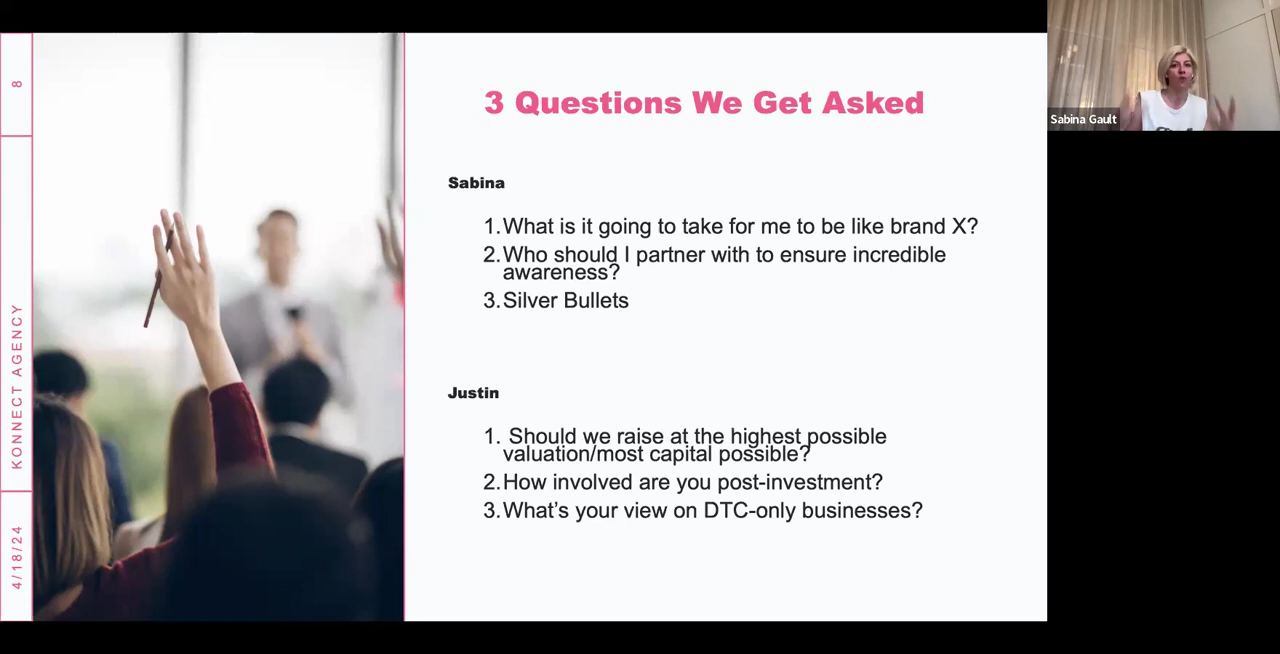 8
KONNECT AGENCY
4/18/24
3 Questions We Get Asked
Sabina
1. What is it going to take for me to be like brand X?
2. Who should I partner with to ensure incredible
awareness?
3. Silver Bullets
Justin
1. Should we raise at the highest possible
valuation/most capital possible?
2. How involved are you post-investment?
3. What’s your view on DTC-only businesses?
Sabina Gault